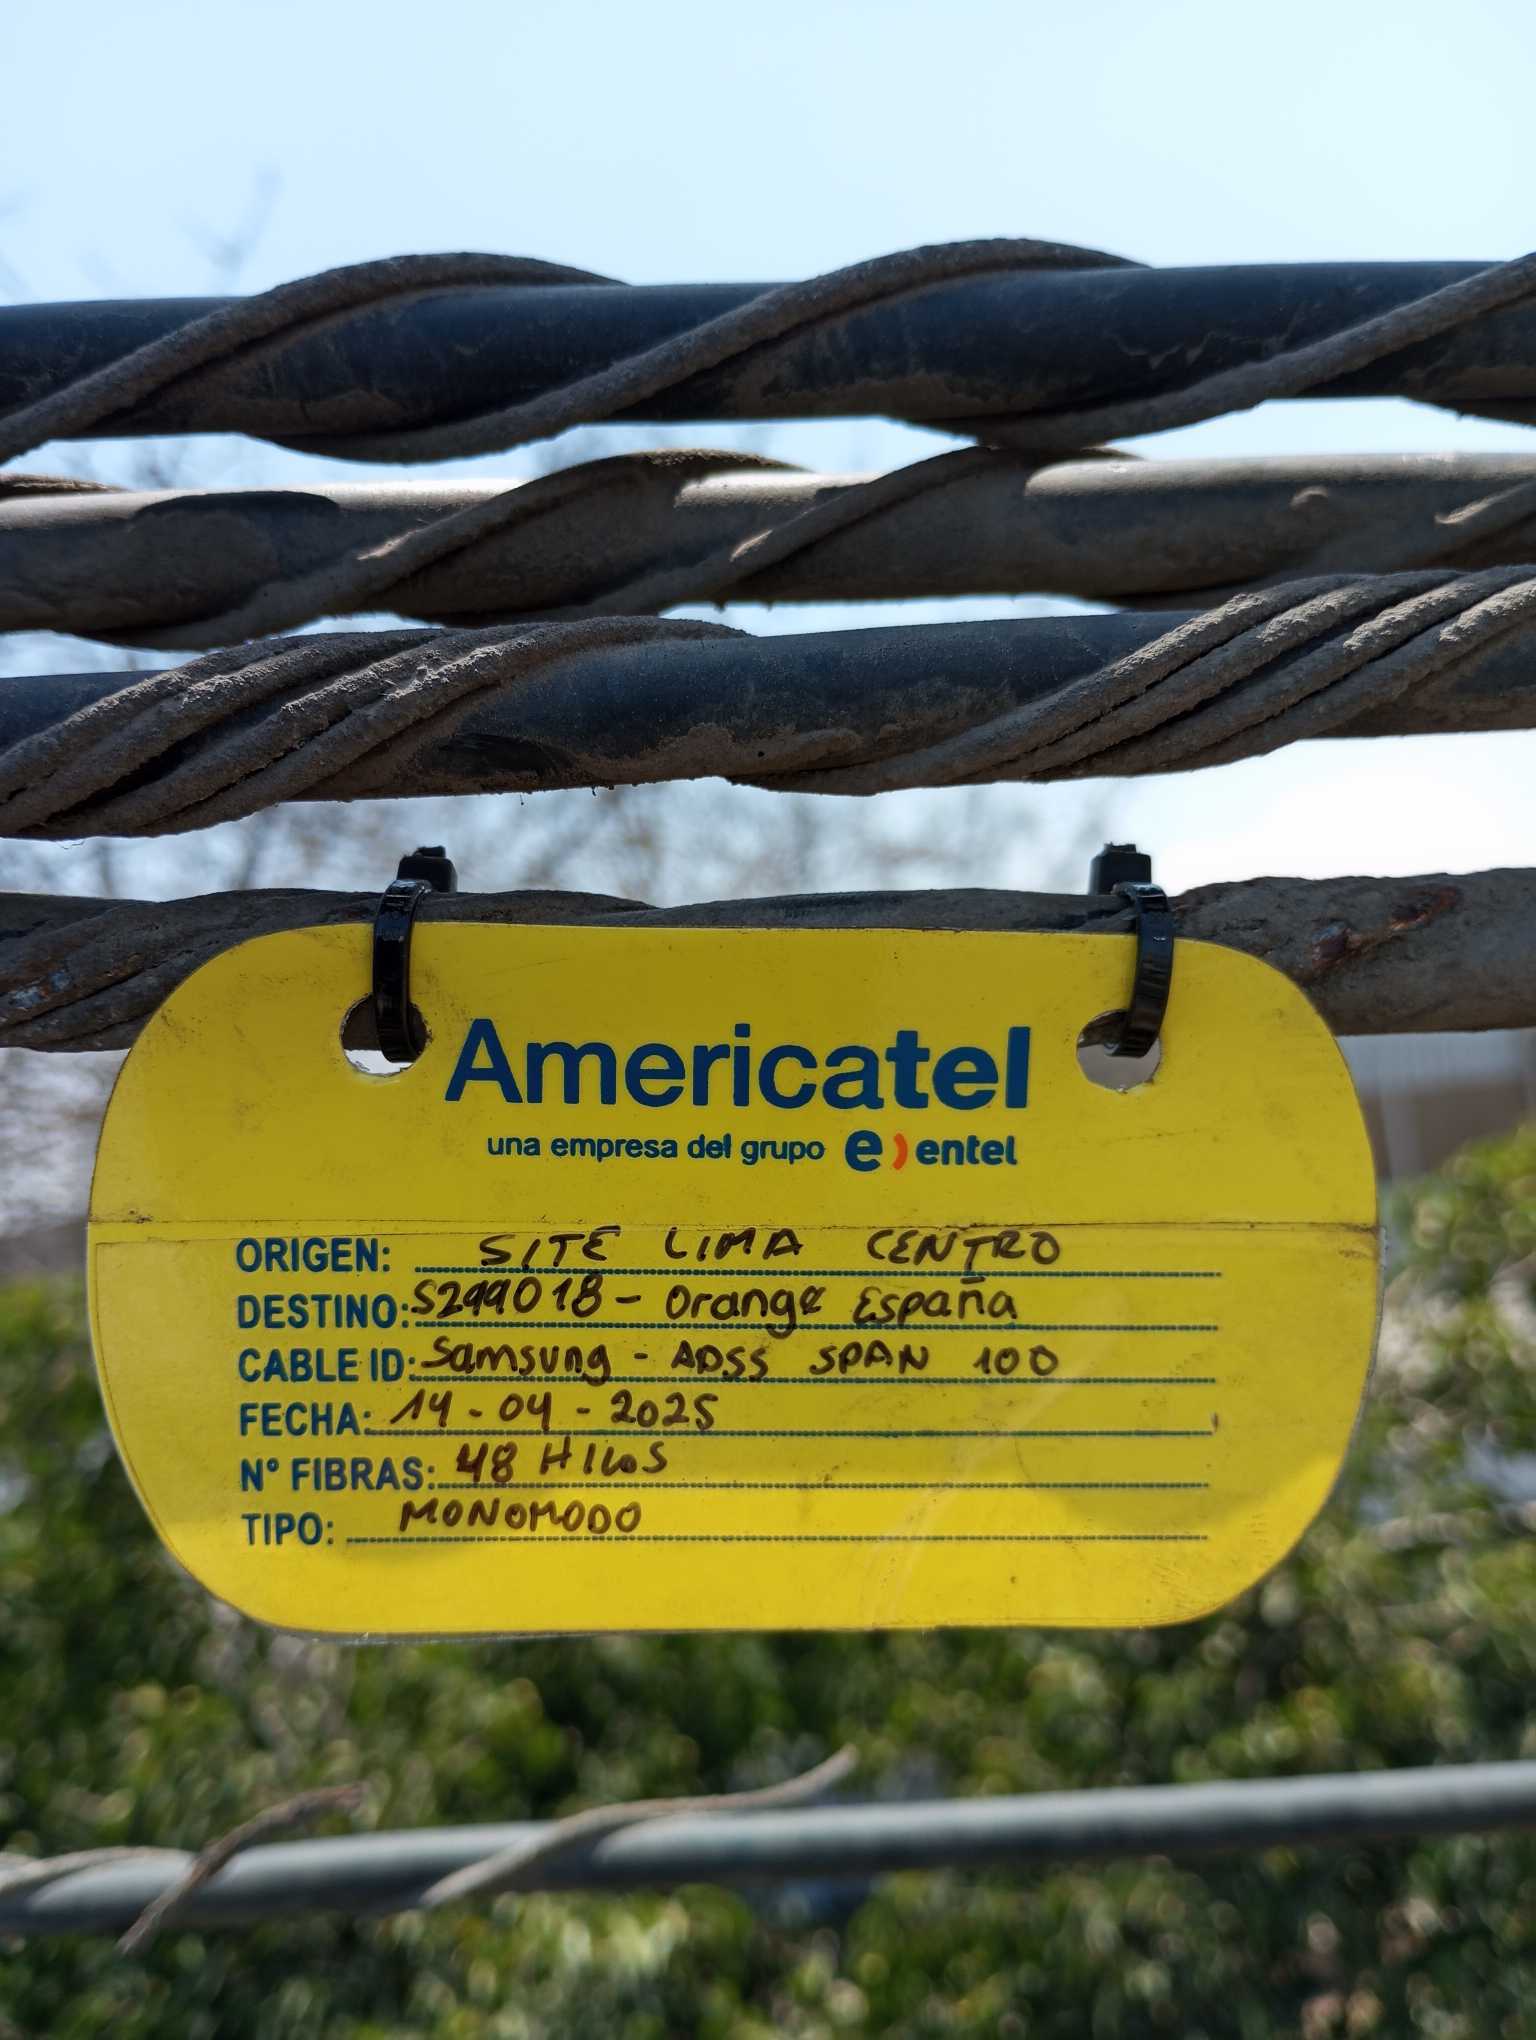 Americatel
una empresa del grupo e) entel
ORIGEN: SITE LIMA CENTRO
DESTINO: S299018 - Orange España
CABLE ID: Samsung - ADSS SPAN 100
FECHA: 14-04-2025
N° FIBRAS: 48 HILOS
TIPO: MONOMODO